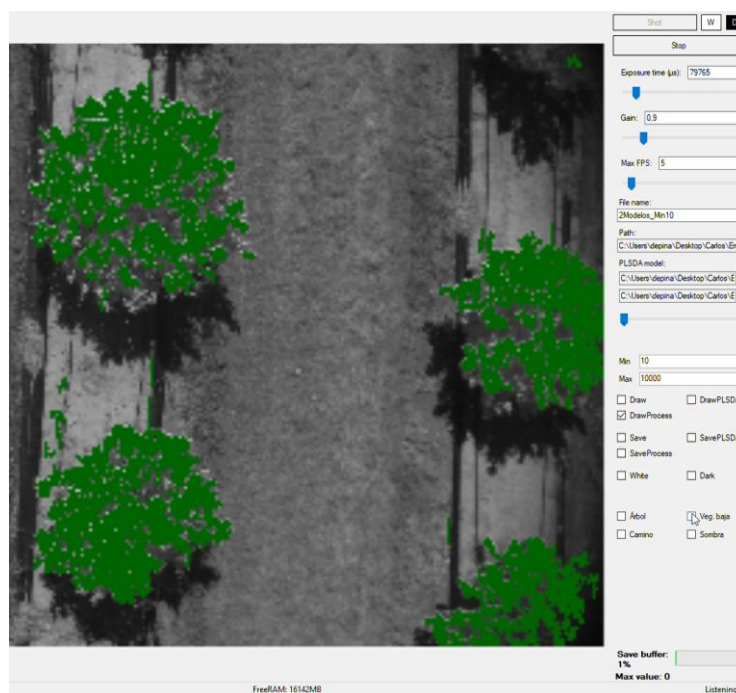 Shot W D
Stop
Exposure time (µs): 79765
Gain: 0.9
Max FPS: 5
File name:
2Modelos_Min10
Path:
C:\Users\depina\Desktop\Carlos\En
PLSDA model:
C:\Users\depina\Desktop\Carlos\E
C:\Users\depina\Desktop\Carlos\E
Min 10
Max 10000
Draw DrawPLSD
DrawProcess
Save SavePLSD
SaveProcess
White Dark
Árbol Veg. baja
Camino Sombra
Save buffer:
1%
Max value: 0
FreeRAM: 16142MB Listening